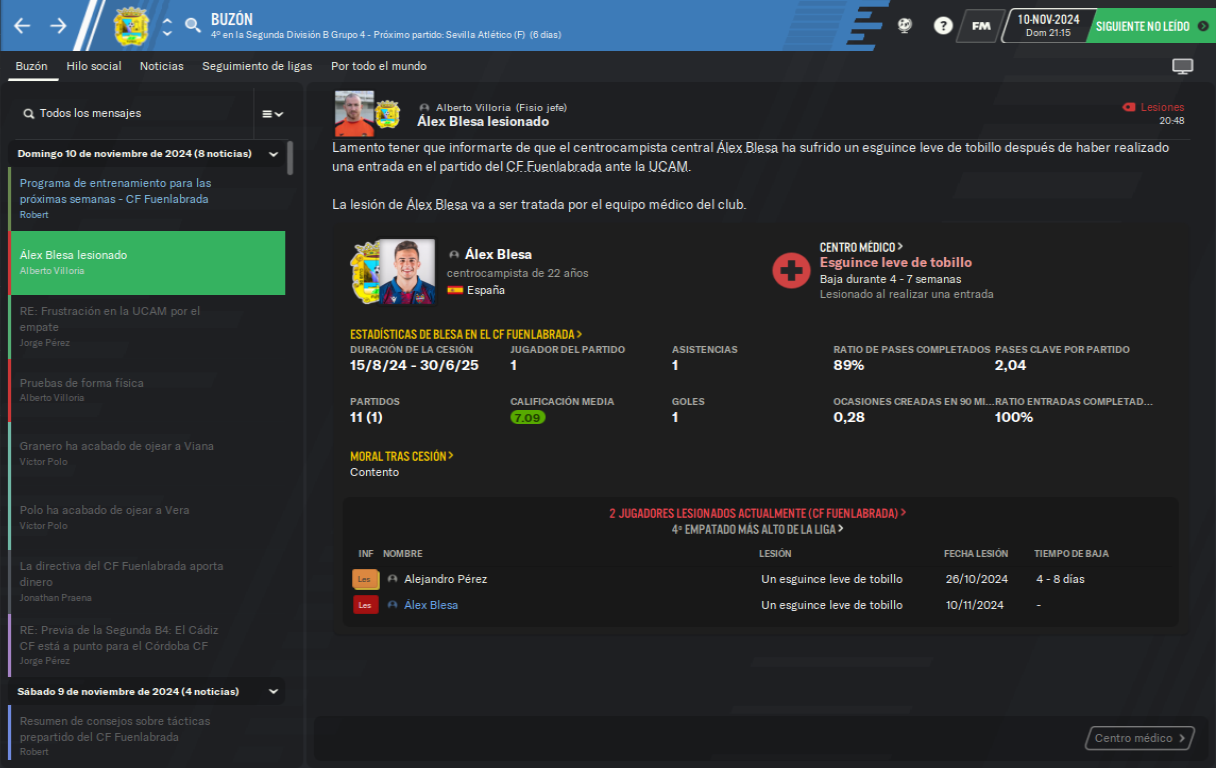 BUZÓN
4º en la Segunda División B Grupo 4 - Próximo partido: Sevilla Atlético (F) (6 días)
?
FM
10-NOV-2024
Dom 21:15
SIGUIENTE NO LEÍDO
Buzón Hilo social Noticias Seguimiento de ligas Por todo el mundo
Todos los mensajes
Domingo 10 de noviembre de 2024 (8 noticias)
Programa de entrenamiento para las
próximas semanas - CF Fuenlabrada
Robert
Álex Blesa lesionado
Alberto Villoria
RE: Frustración en la UCAM por el
empate
Jorge Pérez
Pruebas de forma física
Alberto Villoria
Granero ha acabado de ojear a Viana
Víctor Polo
Polo ha acabado de ojear a Vera
Víctor Polo
La directiva del CF Fuenlabrada aporta
dinero
Jonathan Praena
RE: Previa de la Segunda B4: El Cádiz
CF está a punto para el Córdoba CF
Jorge Pérez
Sábado 9 de noviembre de 2024 (4 noticias)
Resumen de consejos sobre tácticas
prepartido del CF Fuenlabrada
Robert
Alberto Villoria (Fisio jefe)
Álex Blesa lesionado
Lesiones
20:48
Lamento tener que informarte de que el centrocampista central Álex Blesa ha sufrido un esguince leve de tobillo después de haber realizado
una entrada en el partido del CF Fuenlabrada ante la UCAM.
La lesión de Álex Blesa va a ser tratada por el equipo médico del club.
Álex Blesa
centrocampista de 22 años
España
CENTRO MÉDICO >
Esguince leve de tobillo
Baja durante 4 - 7 semanas
Lesionado al realizar una entrada
ESTADÍSTICAS DE BLESA EN EL CF FUENLABRADA >
DURACIÓN DE LA CESIÓN JUGADOR DEL PARTIDO ASISTENCIAS RATIO DE PASES COMPLETADOS PASES CLAVE POR PARTIDO
15/8/24 - 30/6/25 1 1 89% 2,04
PARTIDOS CALIFICACIÓN MEDIA GOLES OCASIONES CREADAS EN 90 MI... RATIO ENTRADAS COMPLETAD...
11 (1) 7.09 1 0,28 100%
MORAL TRAS CESIÓN >
Contento
2 JUGADORES LESIONADOS ACTUALMENTE (CF FUENLABRADA) >
4º EMPATADO MÁS ALTO DE LA LIGA >
INF NOMBRE LESIÓN FECHA LESIÓN TIEMPO DE BAJA
Les Alejandro Pérez Un esguince leve de tobillo 26/10/2024 4 - 8 días
Les Álex Blesa Un esguince leve de tobillo 10/11/2024 -
Centro médico >